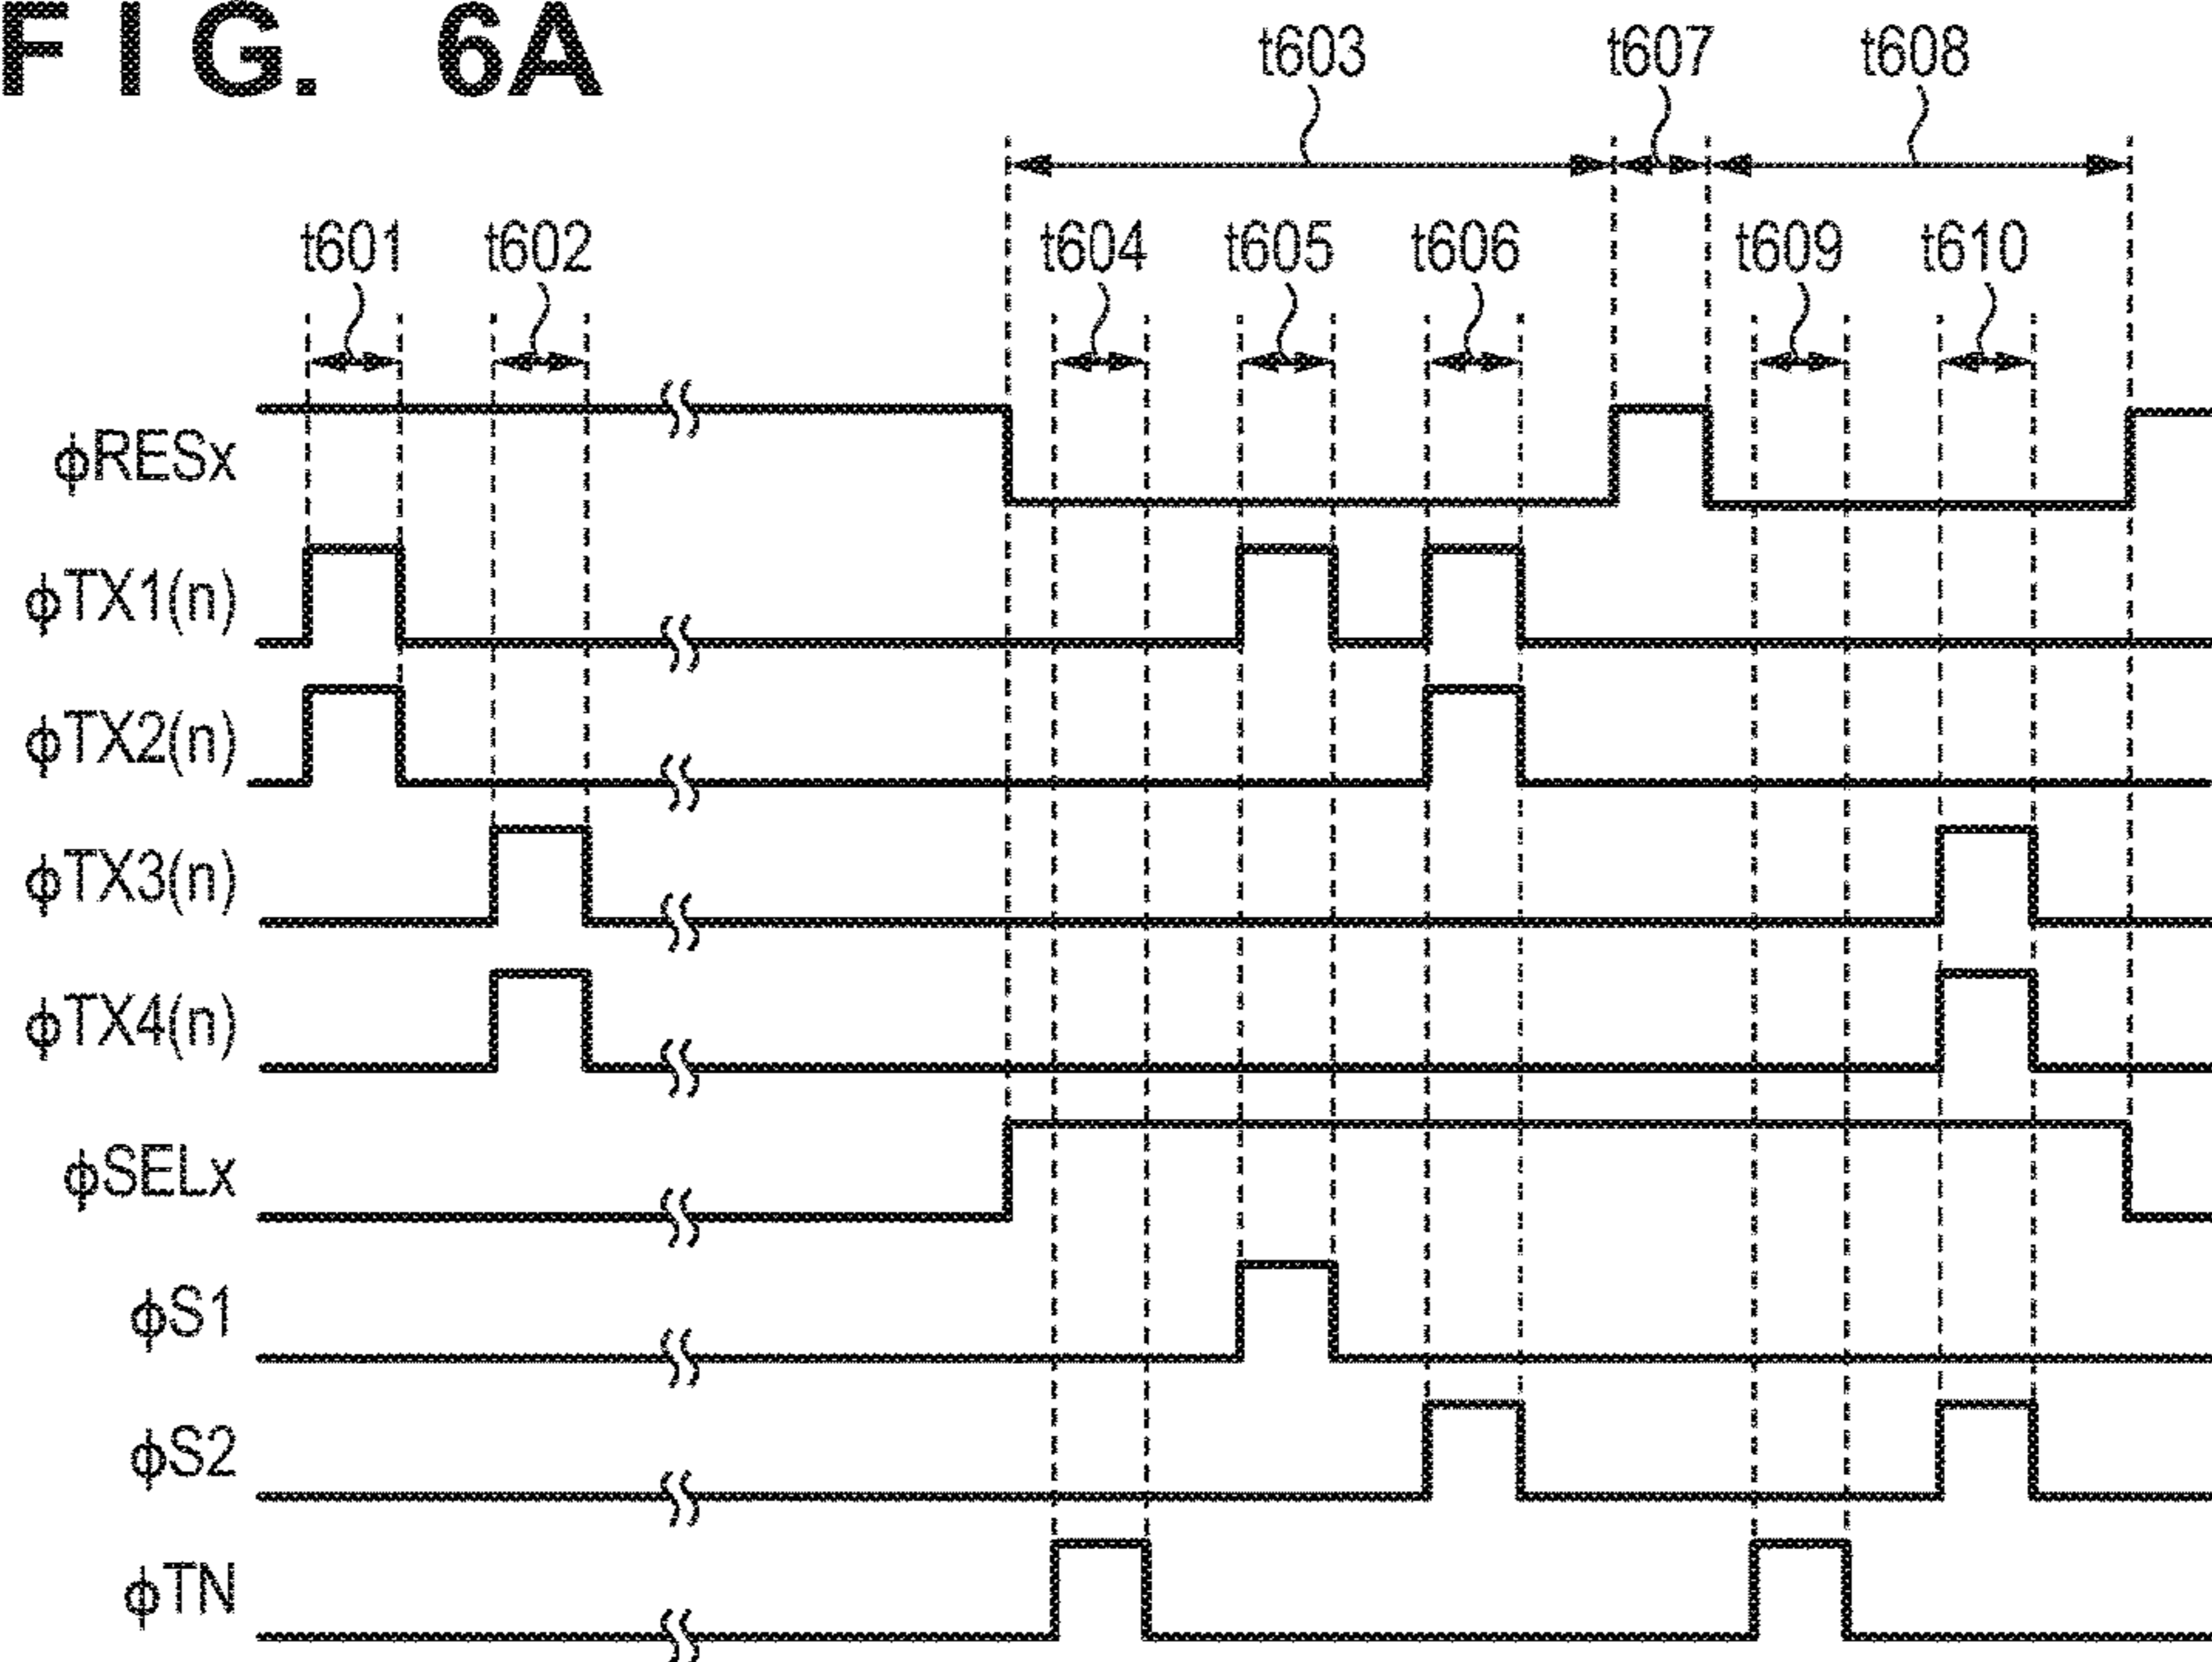 FIG. 6A
t603 t607 t608
t601 t602 t604 t605 t606 t609 t610
ϕRESx
ϕTX1(n)
ϕTX2(n)
ϕTX3(n)
ϕTX4(n)
ϕSELx
ϕS1
ϕS2
ϕTN